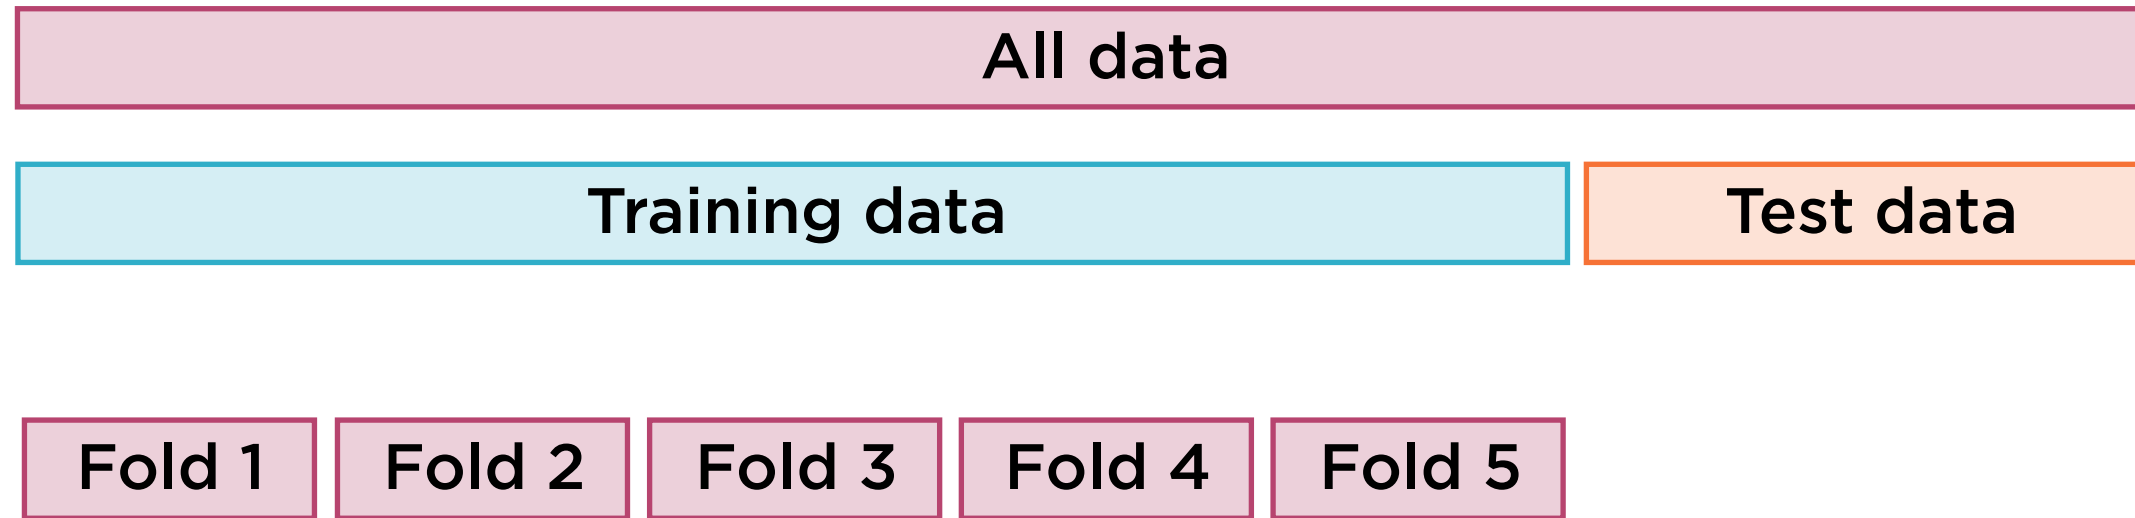 All data
Training data Test data
Fold 1 Fold 2 Fold 3 Fold 4 Fold 5